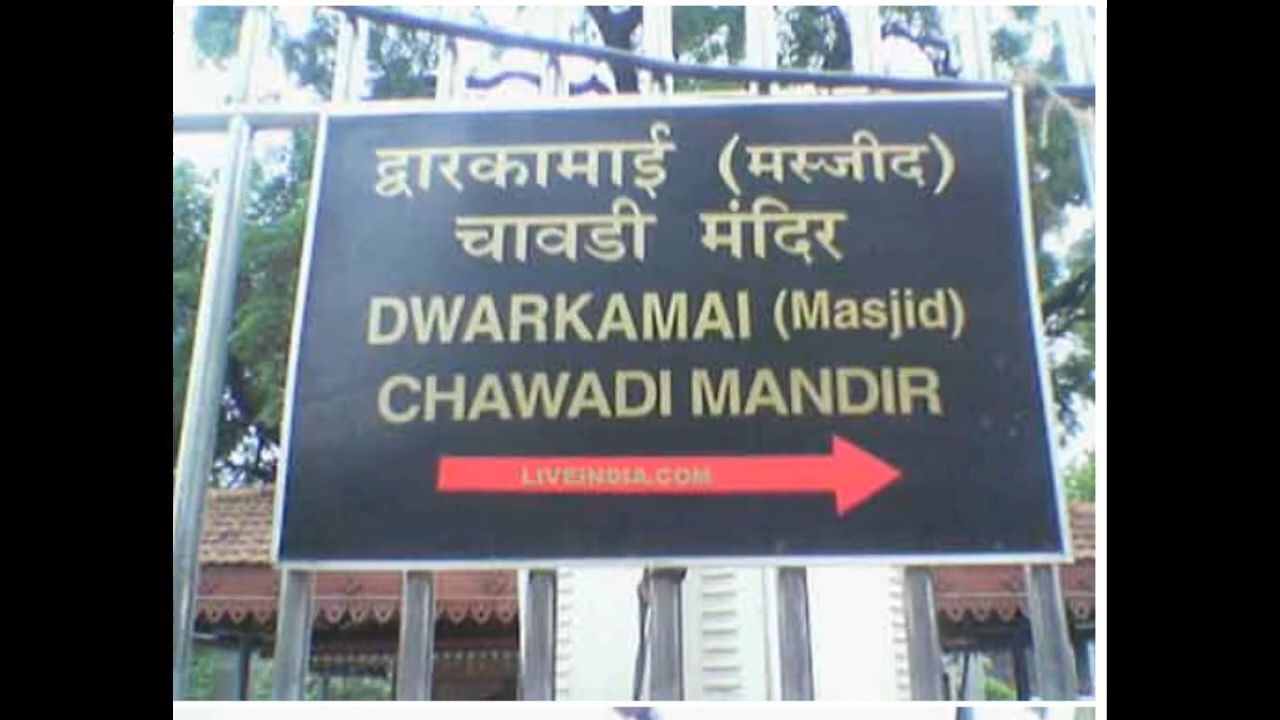 द्वारकामाई (मस्जीद)
चावडी मंदिर
DWARKAMAI (Masjid)
CHAWADI MANDIR
LIVEINDIA.COM